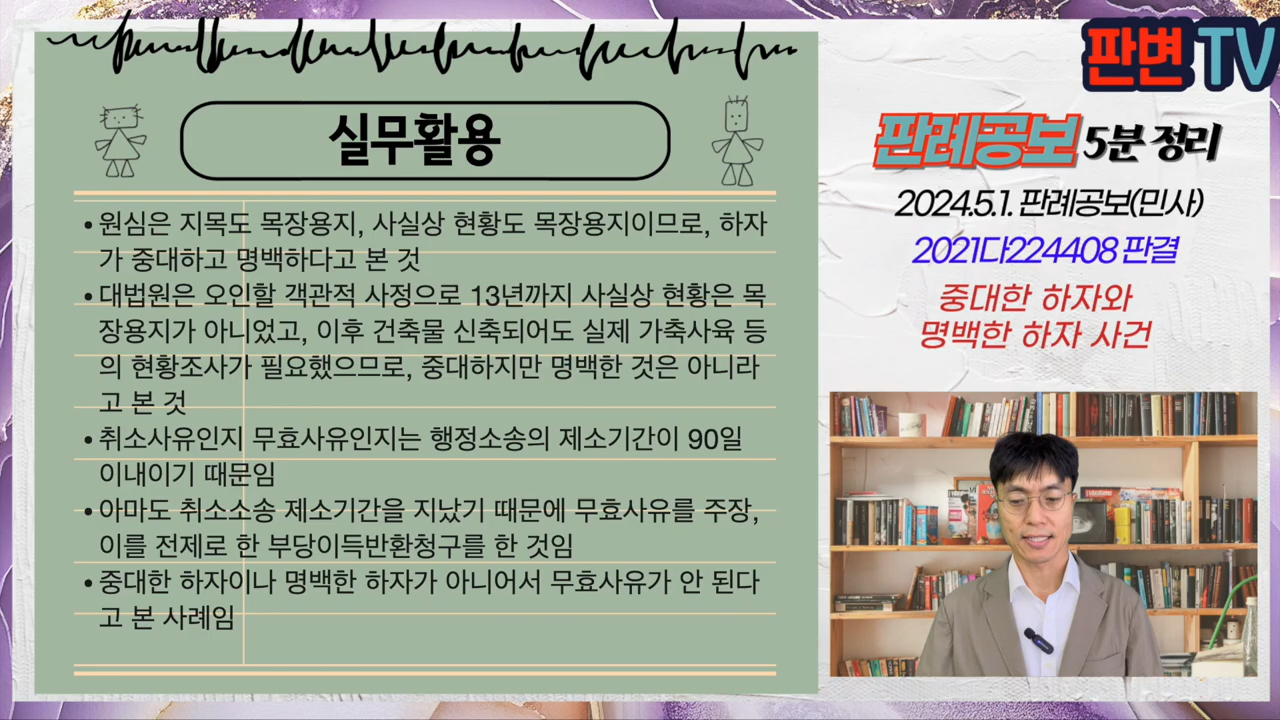 판변 TV
실무활용
• 원심은 지목도 목장용지, 사실상 현황도 목장용지이므로, 하자
가 중대하고 명백하다고 본 것
• 대법원은 오인할 객관적 사정으로 13년까지 사실상 현황은 목
장용지가 아니었고, 이후 건축물 신축되어도 실제 가축사육 등
의 현황조사가 필요했으므로, 중대하지만 명백한 것은 아니라
고 본 것
• 취소사유인지 무효사유인지는 행정소송의 제소기간이 90일
이내이기 때문임
• 아마도 취소소송 제소기간을 지났기 때문에 무효사유를 주장,
이를 전제로 한 부당이득반환청구를 한 것임
• 중대한 하자이나 명백한 하자가 아니어서 무효사유가 안 된다
고 본 사례임
판례공보 5분 정리
2024.5.1. 판례공보(민사)
2021다224408 판결
중대한 하자와
명백한 하자 사건